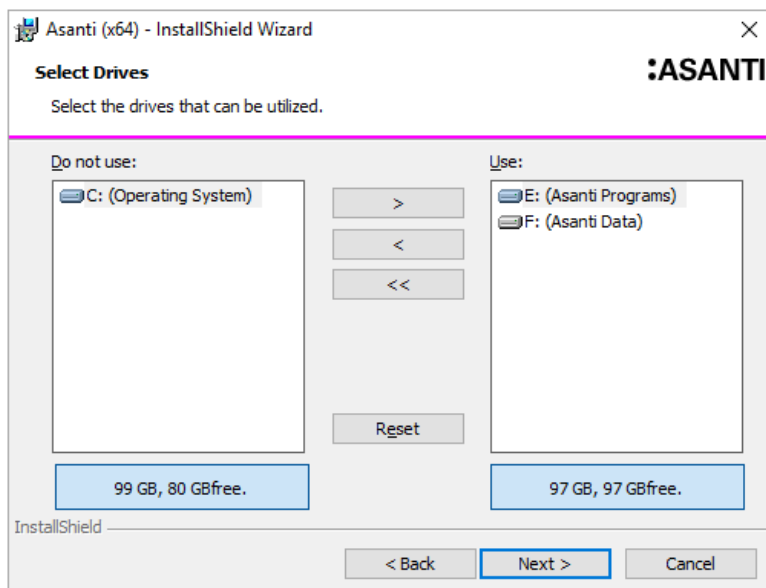 Asanti (x64) - InstallShield Wizard
Select Drives
:ASANTI
Select the drives that can be utilized.
Do not use:
Use:
C: (Operating System)
E: (Asanti Programs)
F: (Asanti Data)
>
<
<<
Reset
99 GB, 80 GBfree.
97 GB, 97 GBfree.
InstallShield
< Back
Next >
Cancel